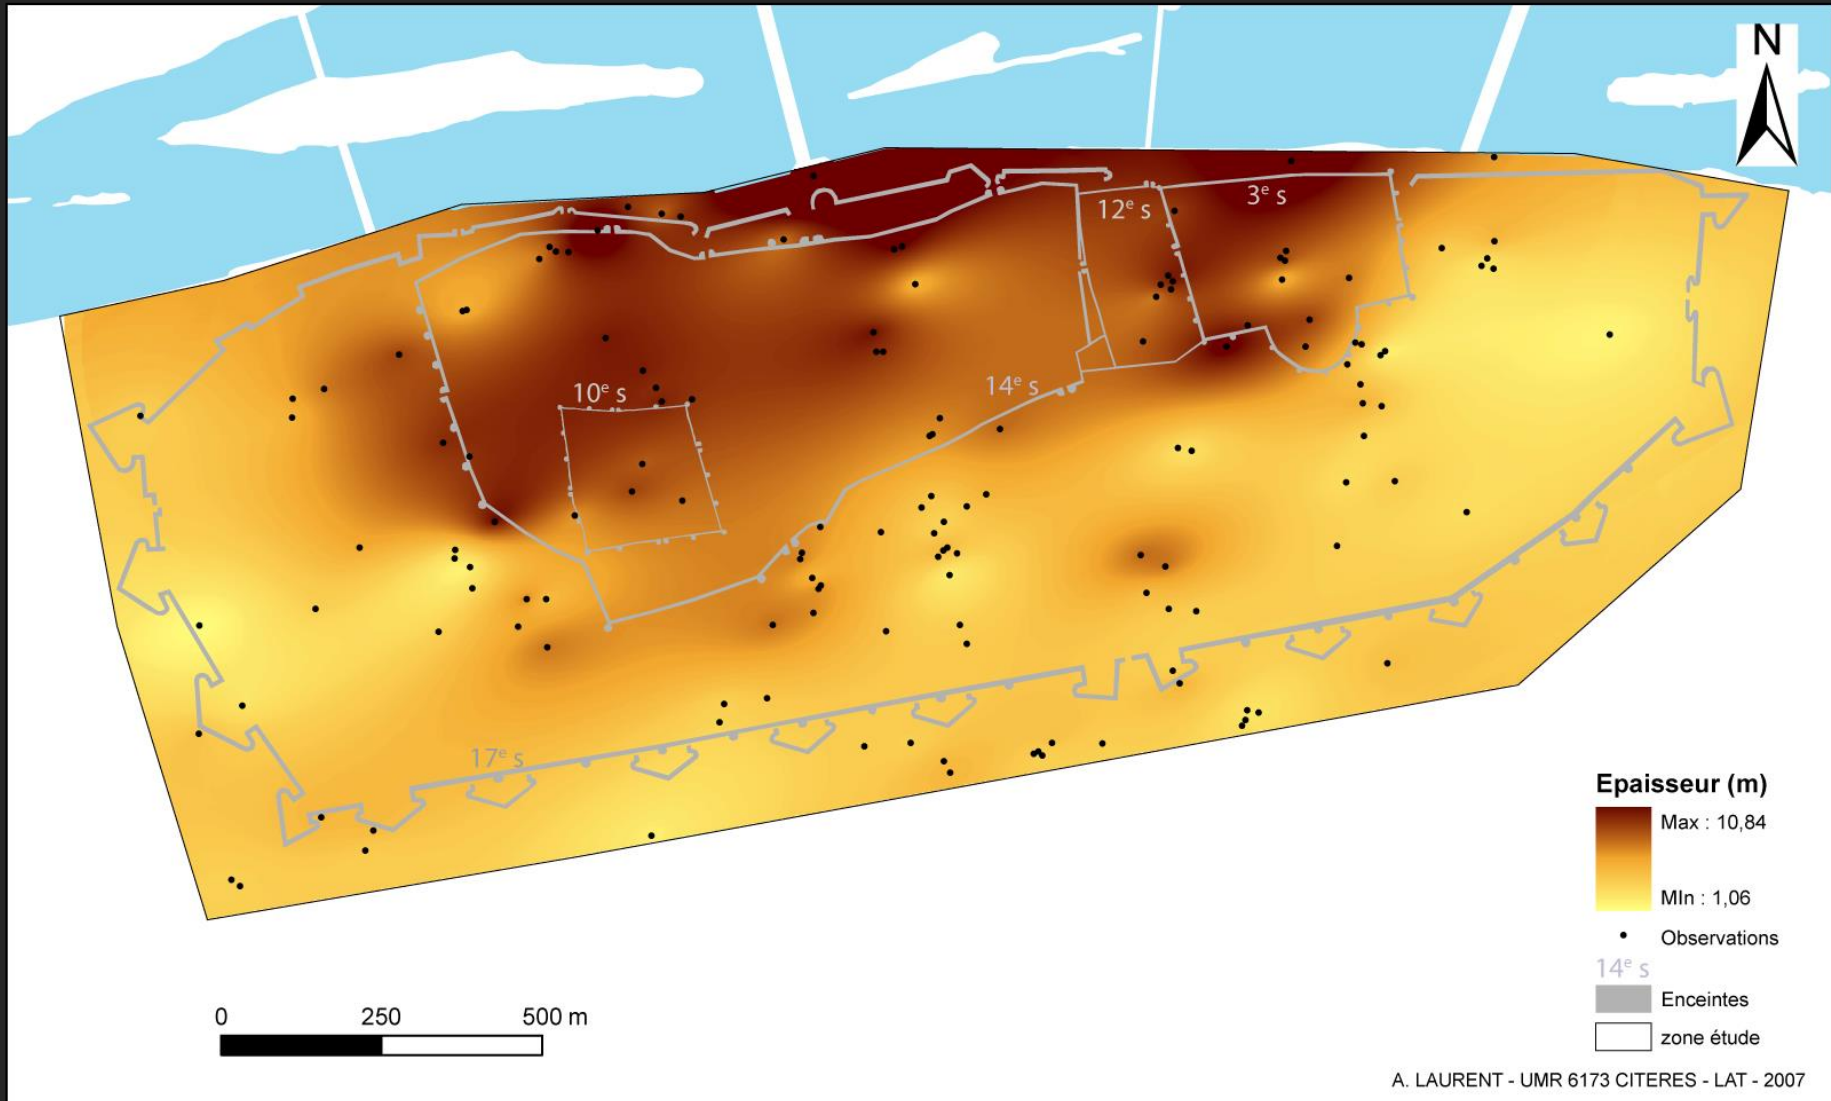 N
3e s
12e s
10e s
14e s
17e s
Epaisseur (m)
Max : 10,84
MIn : 1,06
Observations
14e s
Enceintes
zone étude
0 250 500 m
A. LAURENT - UMR 6173 CITERES - LAT - 2007